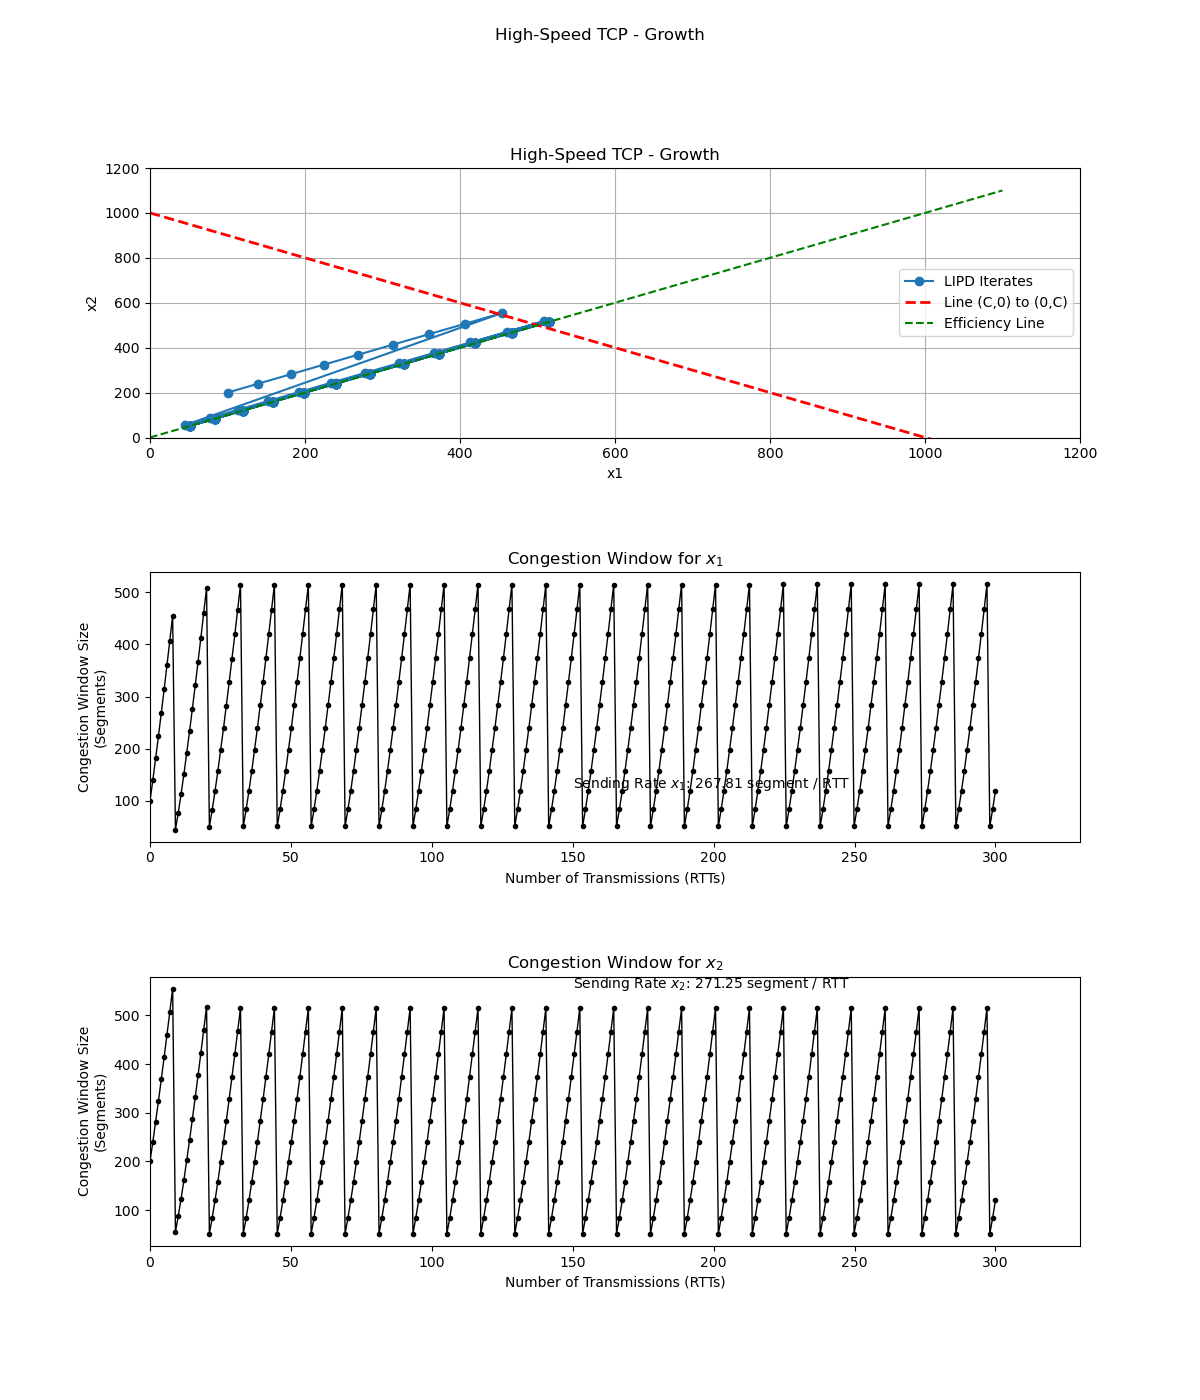 High-Speed TCP - Growth
High-Speed TCP - Growth
1200
1000
800
600
400
200
0
x2
LIPD Iterates
Line (C,0) to (0,C)
Efficiency Line
0 200 400 600 800 1000 1200
x1
Congestion Window for x1
500
400
300
200
100
Congestion Window Size
(Segments)
Sending Rate x1: 267.81 segment / RTT
0 50 100 150 200 250 300
Number of Transmissions (RTTs)
Congestion Window for x2
Sending Rate x2: 271.25 segment / RTT
500
400
300
200
100
Congestion Window Size
(Segments)
0 50 100 150 200 250 300
Number of Transmissions (RTTs)